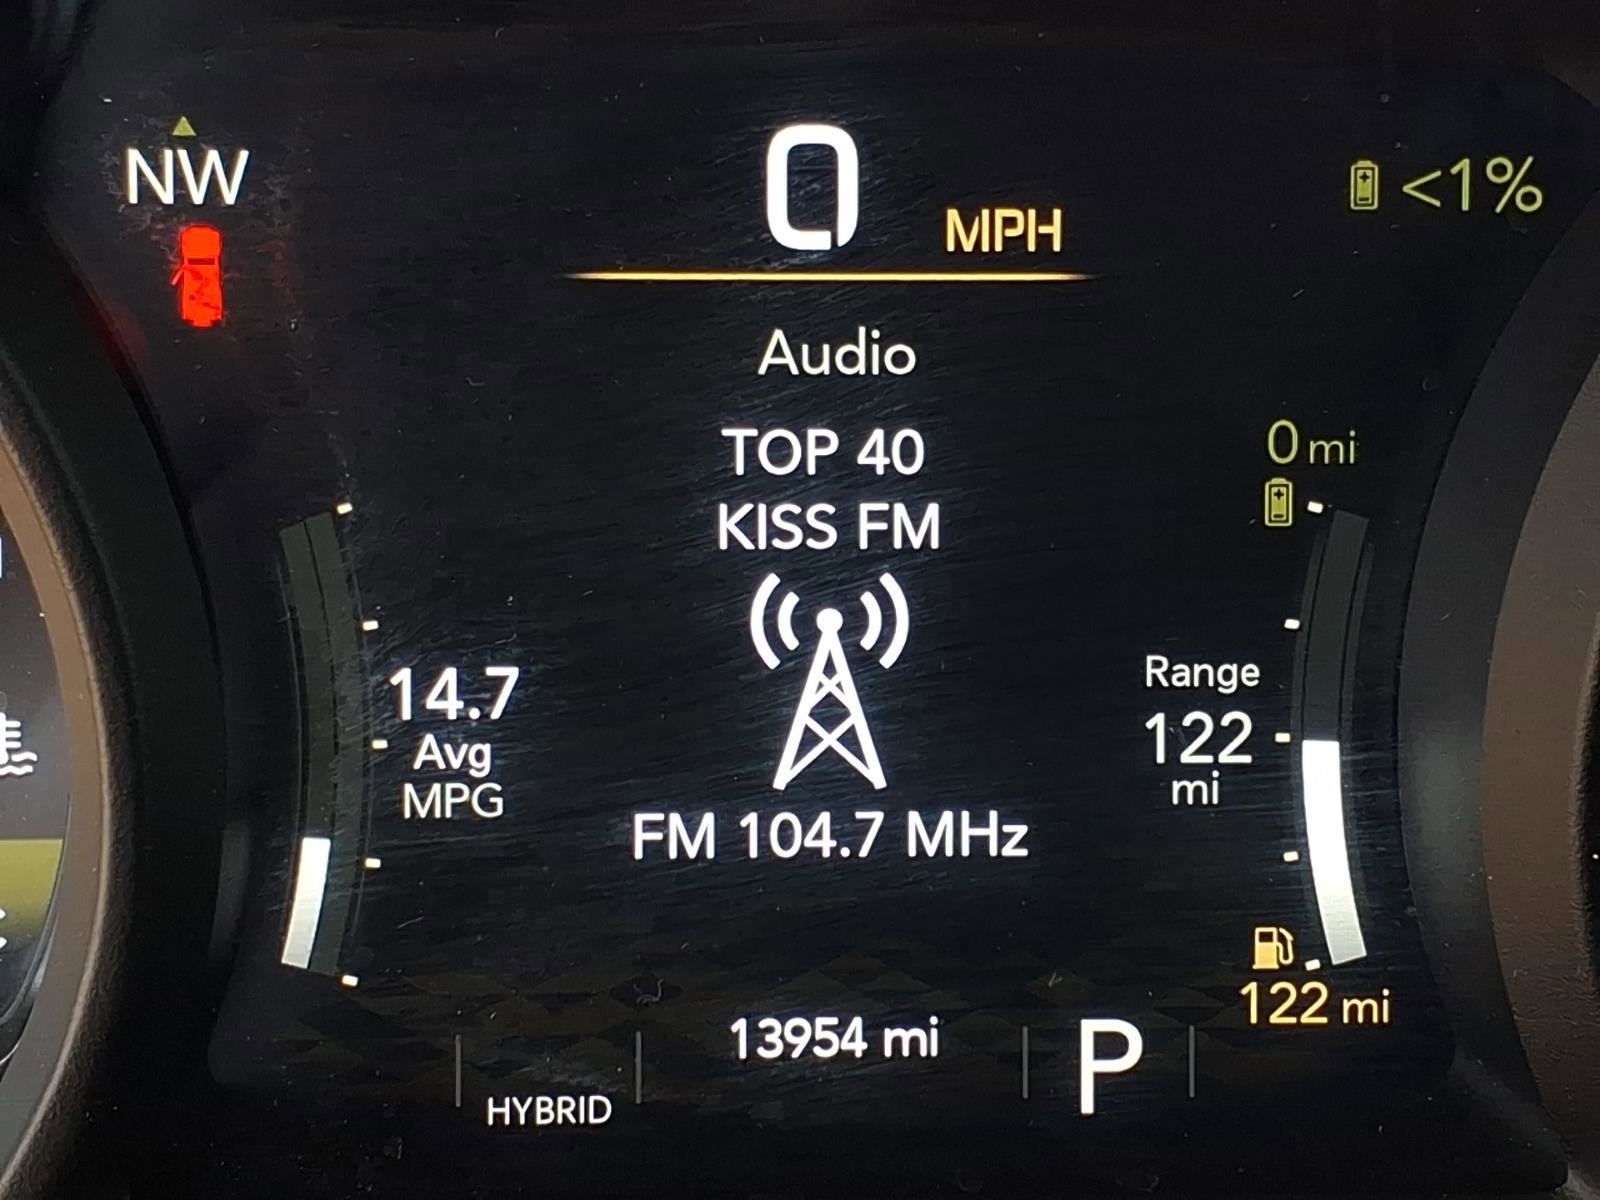 NW
0 MPH
<1%
Audio
TOP 40
KISS FM
0 mi
14.7
Avg
MPG
Range
122
mi
FM 104.7 MHz
122 mi
13954 mi
P
HYBRID